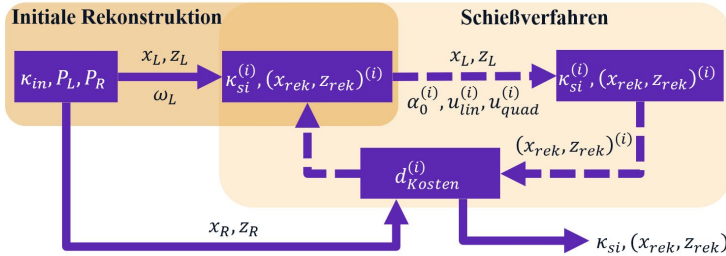 Initiale Rekonstruktion
Schießverfahren
κ_in, P_L, P_R
x_L, z_L
ω_L
κ_si^(i), (x_rek, z_rek)^(i)
x_L, z_L
α_0^(i), u_lin^(i), u_quad^(i)
κ_si^(i), (x_rek, z_rek)^(i)
(x_rek, z_rek)^(i)
d_Kosten^(i)
x_R, z_R
κ_si, (x_rek, z_rek)